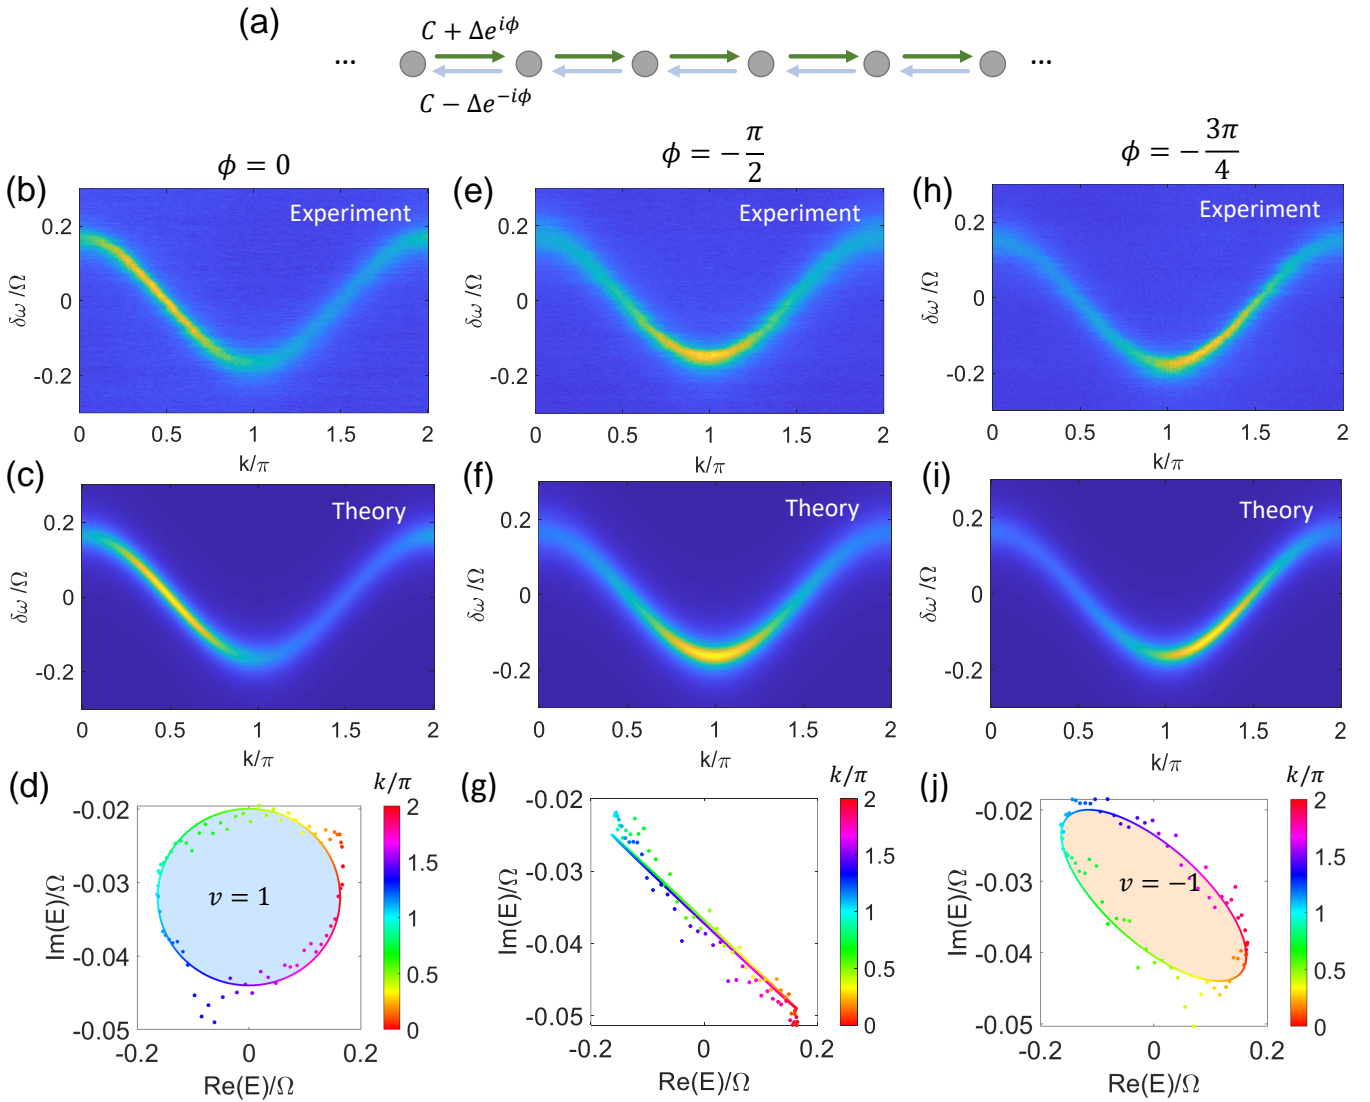 (a)
C + Δe^{iϕ}
... ...
C − Δe^{−iϕ}
ϕ = 0
ϕ = −π/2
ϕ = −3π/4
(b)
Experiment
0.2
0
-0.2
δω /Ω
0 0.5 1 1.5 2
k/π
(e)
Experiment
0.2
0
-0.2
δω /Ω
0 0.5 1 1.5 2
k/π
(h)
Experiment
0.2
0
-0.2
δω /Ω
0 0.5 1 1.5 2
k/π
(c)
Theory
0.2
0
-0.2
δω /Ω
0 0.5 1 1.5 2
k/π
(f)
Theory
0.2
0
-0.2
δω /Ω
0 0.5 1 1.5 2
k/π
(i)
Theory
0.2
0
-0.2
δω /Ω
0 0.5 1 1.5 2
k/π
(d)
k/π
-0.02
-0.03
-0.04
-0.05
Im(E)/Ω
v = 1
2
1.5
1
0.5
0
-0.2 0 0.2
Re(E)/Ω
(g)
k/π
-0.02
-0.03
-0.04
-0.05
Im(E)/Ω
2
1.5
1
0.5
0
-0.2 0 0.2
Re(E)/Ω
(j)
k/π
-0.02
-0.03
-0.04
-0.05
Im(E)/Ω
v = −1
2
1.5
1
0.5
0
-0.2 0 0.2
Re(E)/Ω